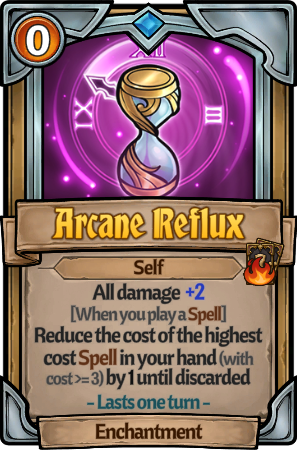 0
XII
IX
III
Arcane Reflux
Self
All damage +2
[When you play a Spell]
Reduce the cost of the highest
cost Spell in your hand (with
cost >= 3) by 1 until discarded
- Lasts one turn -
Enchantment